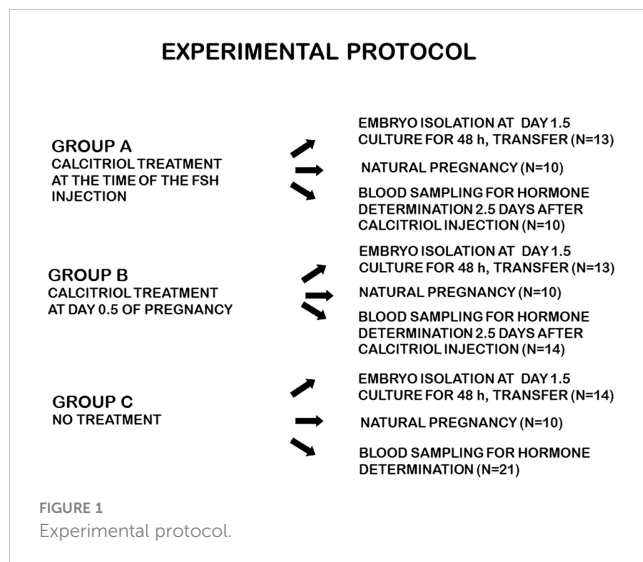 EXPERIMENTAL PROTOCOL
GROUP A
CALCITRIOL TREATMENT
AT THE TIME OF THE FSH
INJECTION
EMBRYO ISOLATION AT DAY 1.5
CULTURE FOR 48 h, TRANSFER (N=13)
NATURAL PREGNANCY (N=10)
BLOOD SAMPLING FOR HORMONE
DETERMINATION 2.5 DAYS AFTER
CALCITRIOL INJECTION (N=10)
GROUP B
CALCITRIOL TREATMENT
AT DAY 0.5 OF PREGNANCY
EMBRYO ISOLATION AT DAY 1.5
CULTURE FOR 48 h, TRANSFER (N=13)
NATURAL PREGNANCY (N=10)
BLOOD SAMPLING FOR HORMONE
DETERMINATION 2.5 DAYS AFTER
CALCITRIOL INJECTION (N=14)
GROUP C
NO TREATMENT
EMBRYO ISOLATION AT DAY 1.5
CULTURE FOR 48 h, TRANSFER (N=14)
NATURAL PREGNANCY (N=10)
BLOOD SAMPLING FOR HORMONE
DETERMINATION (N=21)
FIGURE 1
Experimental protocol.